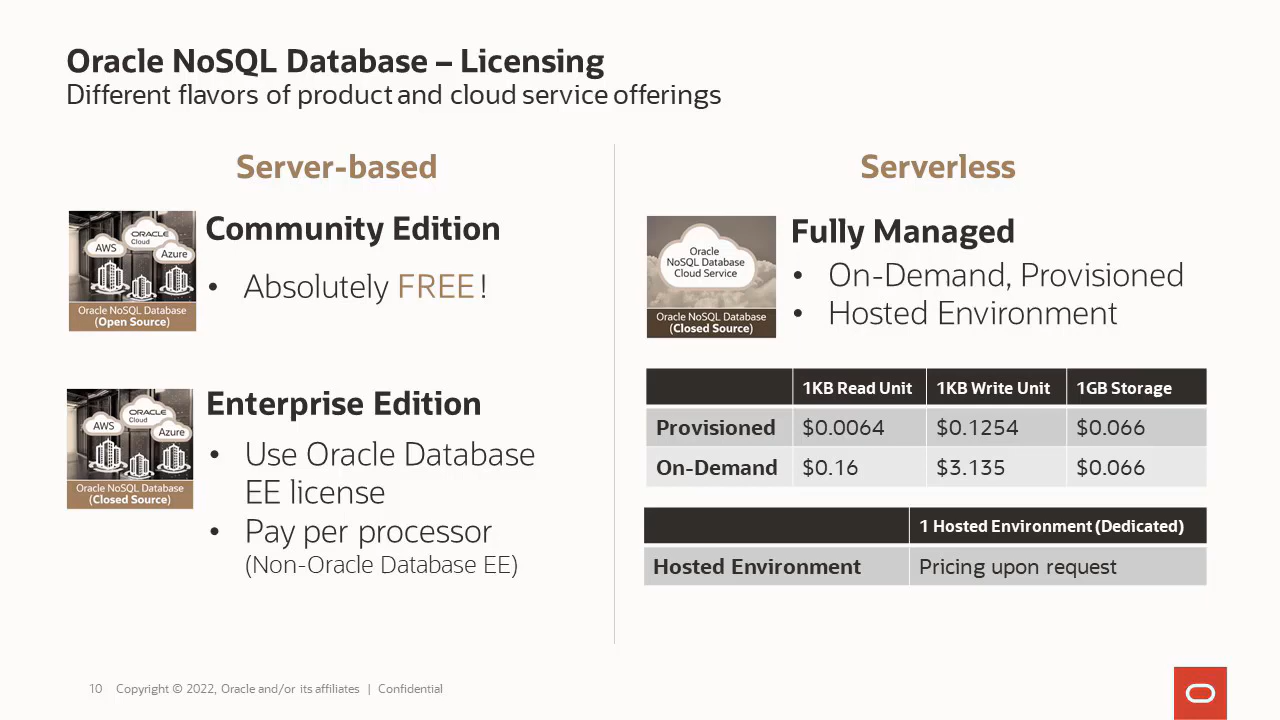 Oracle NoSQL Database – Licensing
Different flavors of product and cloud service offerings
Server-based
AWS
ORACLE
Cloud
Azure
Oracle NoSQL Database
(Open Source)
Community Edition
• Absolutely FREE !
AWS
ORACLE
Cloud
Azure
Oracle NoSQL Database
(Closed Source)
Enterprise Edition
• Use Oracle Database
EE license
• Pay per processor
(Non-Oracle Database EE)
Serverless
Oracle
NoSQL Database
Cloud Service
Oracle NoSQL Database
(Closed Source)
Fully Managed
• On-Demand, Provisioned
• Hosted Environment
1KB Read Unit 1KB Write Unit 1GB Storage
Provisioned $0.0064 $0.1254 $0.066
On-Demand $0.16 $3.135 $0.066
1 Hosted Environment (Dedicated)
Hosted Environment Pricing upon request
10 Copyright © 2022, Oracle and/or its affiliates | Confidential